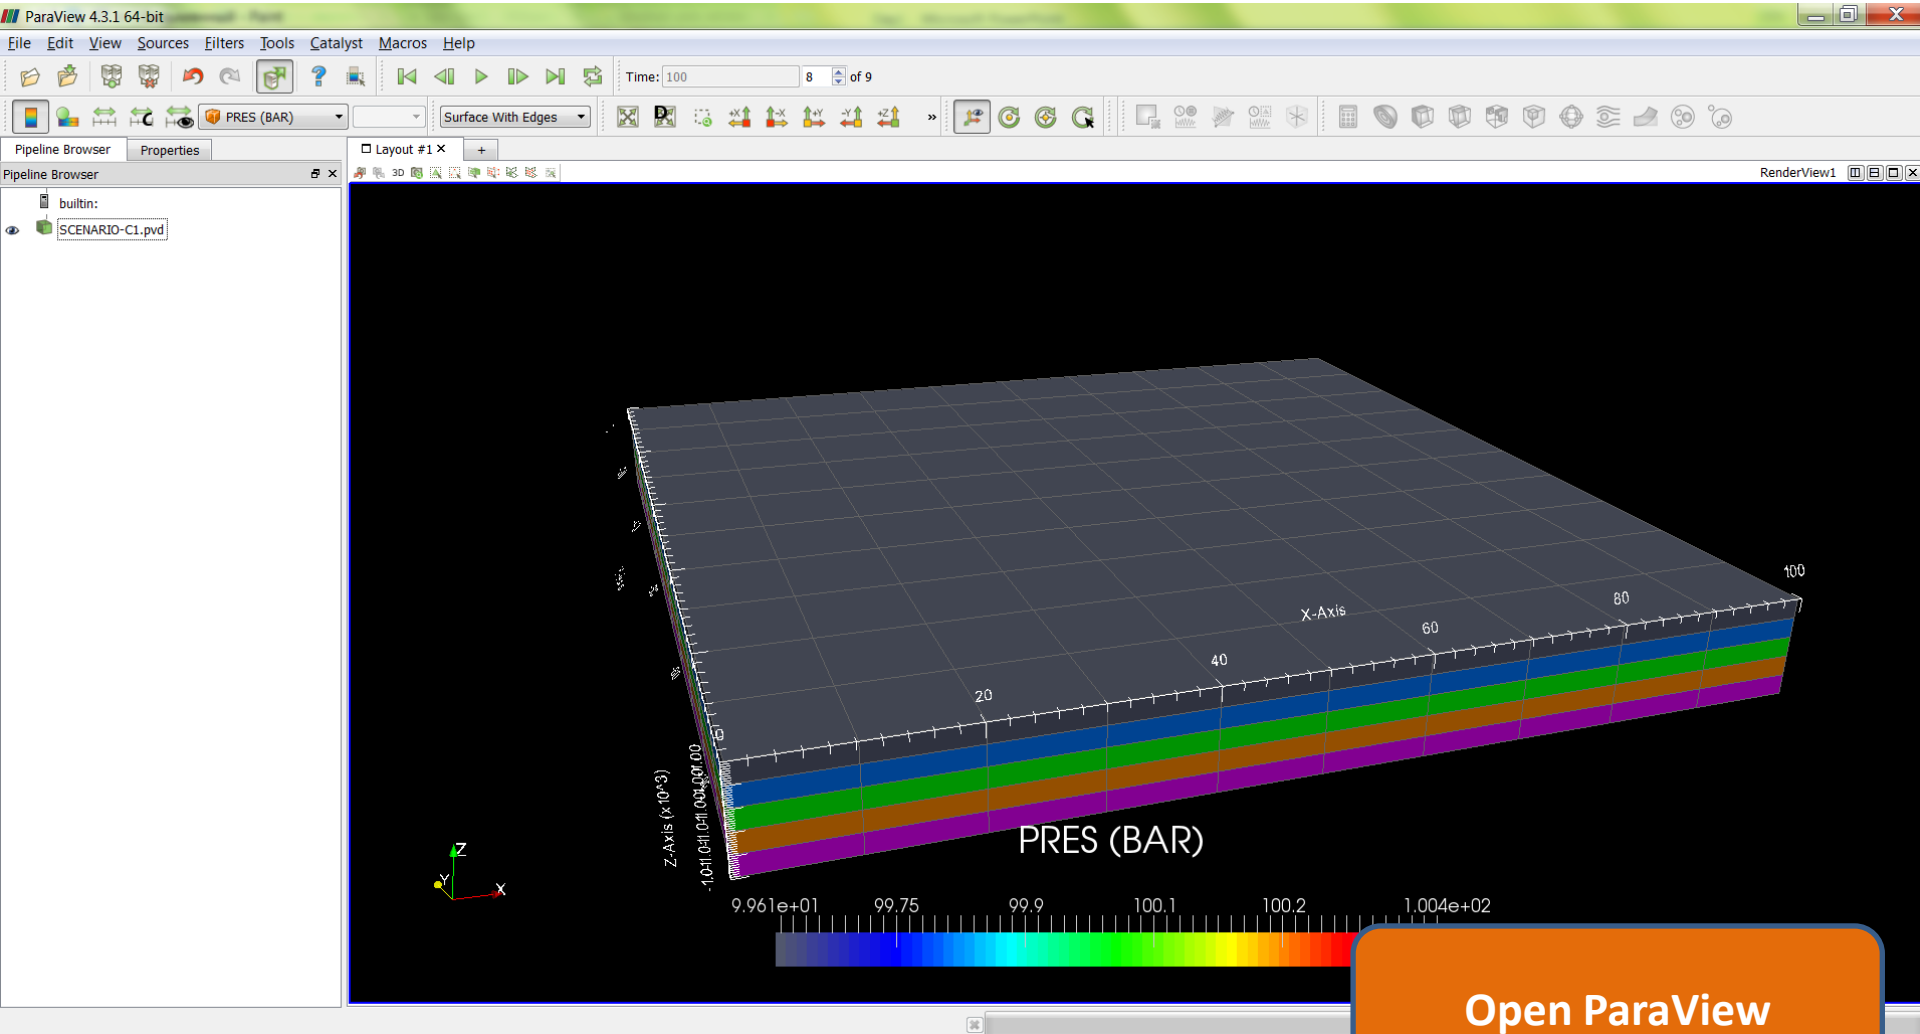 ParaView 4.3.1 64-bit
File Edit View Sources Filters Tools Catalyst Macros Help
Time: 100 8 of 9
PRES (BAR) Surface With Edges
+X -X +Y -Y +Z »
Pipeline Browser Properties
Layout #1 X +
Pipeline Browser
3D
RenderView1
builtin:
SCENARIO-C1.pvd
100
80
X-Axis
60
40
20
0
Z-Axis (x10^3)
Z
Y
X
PRES (BAR)
9.961e+01 99.75 99.9 100.1 100.2 1.004e+02
Open ParaView